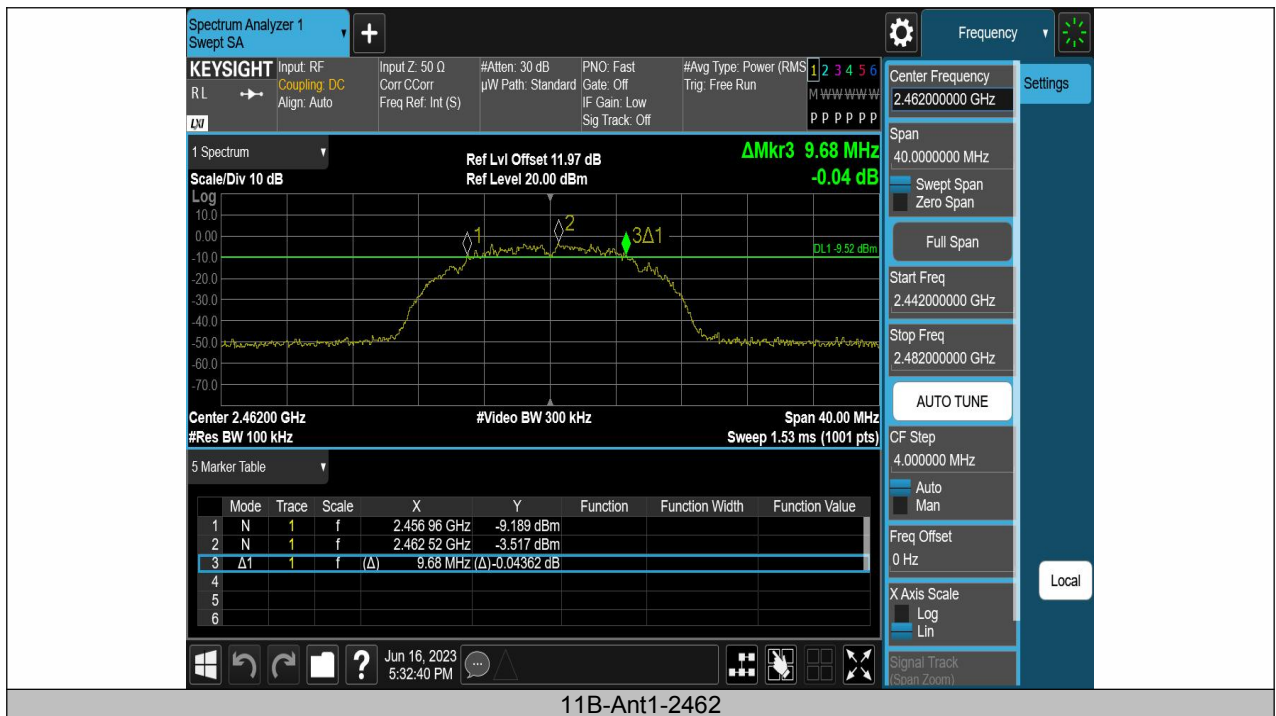 Spectrum Analyzer 1
Swept SA
+
Frequency
KEYSIGHT
R L
LXI
Input: RF
Coupling: DC
Align: Auto
Input Z: 50 Ω
Corr CCorr
Freq Ref: Int (S)
#Atten: 30 dB
µW Path: Standard
PNO: Fast
Gate: Off
IF Gain: Low
Sig Track: Off
#Avg Type: Power (RMS
Trig: Free Run
1 2 3 4 5 6
M W W W W W
P P P P P P
1 Spectrum
Scale/Div 10 dB
Ref Lvl Offset 11.97 dB
Ref Level 20.00 dBm
ΔMkr3 9.68 MHz
-0.04 dB
Log
10.0
0.00
-10.0
-20.0
-30.0
-40.0
-50.0
-60.0
-70.0
1
2
3Δ1
DL1 -9.52 dBm
Center 2.46200 GHz
#Video BW 300 kHz
Span 40.00 MHz
#Res BW 100 kHz
Sweep 1.53 ms (1001 pts)
5 Marker Table
Mode Trace Scale X Y Function Function Width Function Value
1 N 1 f 2.456 96 GHz -9.189 dBm
2 N 1 f 2.462 52 GHz -3.517 dBm
3 Δ1 1 f (Δ) 9.68 MHz (Δ)-0.04362 dB
4
5
6
?
Jun 16, 2023
5:32:40 PM
Center Frequency
2.462000000 GHz
Span
40.0000000 MHz
Swept Span
Zero Span
Full Span
Start Freq
2.442000000 GHz
Stop Freq
2.482000000 GHz
AUTO TUNE
CF Step
4.000000 MHz
Auto
Man
Freq Offset
0 Hz
X Axis Scale
Log
Lin
Signal Track
(Span Zoom)
Settings
Local
11B-Ant1-2462